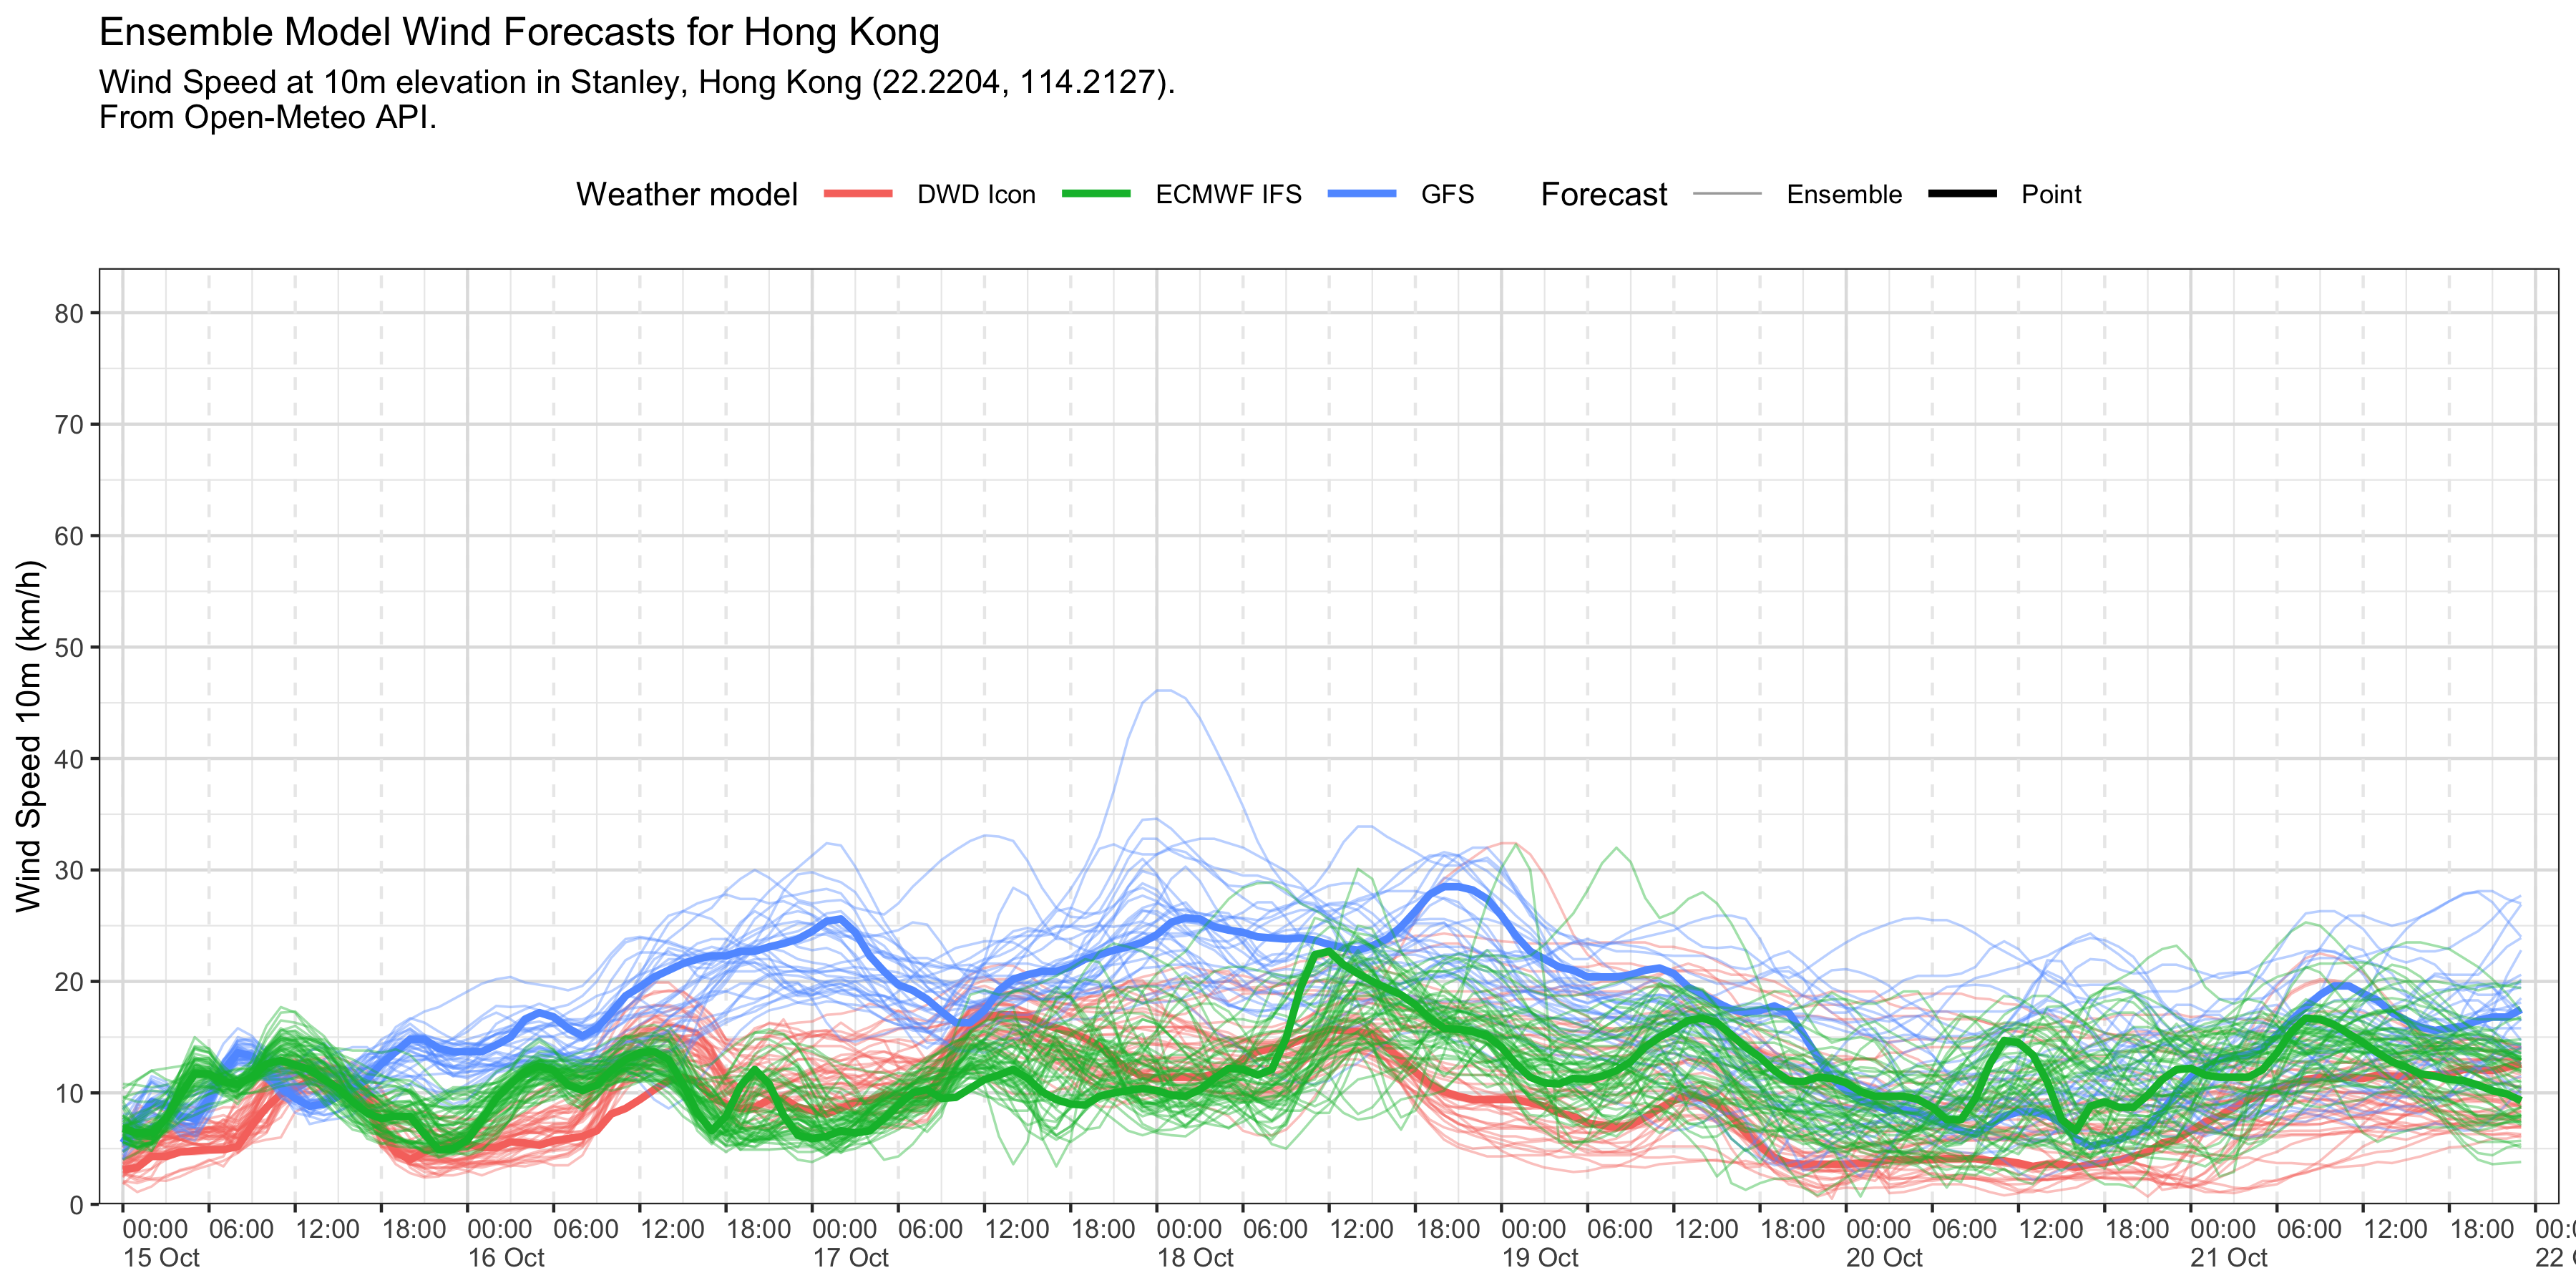 Ensemble Model Wind Forecasts for Hong Kong
Wind Speed at 10m elevation in Stanley, Hong Kong (22.2204, 114.2127).
From Open-Meteo API.
Weather model DWD Icon ECMWF IFS GFS Forecast Ensemble Point
Wind Speed 10m (km/h)
80
70
60
50
40
30
20
10
0
00:00 06:00 12:00 18:00 00:00 06:00 12:00 18:00 00:00 06:00 12:00 18:00 00:00 06:00 12:00 18:00 00:00 06:00 12:00 18:00 00:00 06:00 12:00 18:00 00:00 06:00 12:00 18:00
15 Oct 16 Oct 17 Oct 18 Oct 19 Oct 20 Oct 21 Oct 22